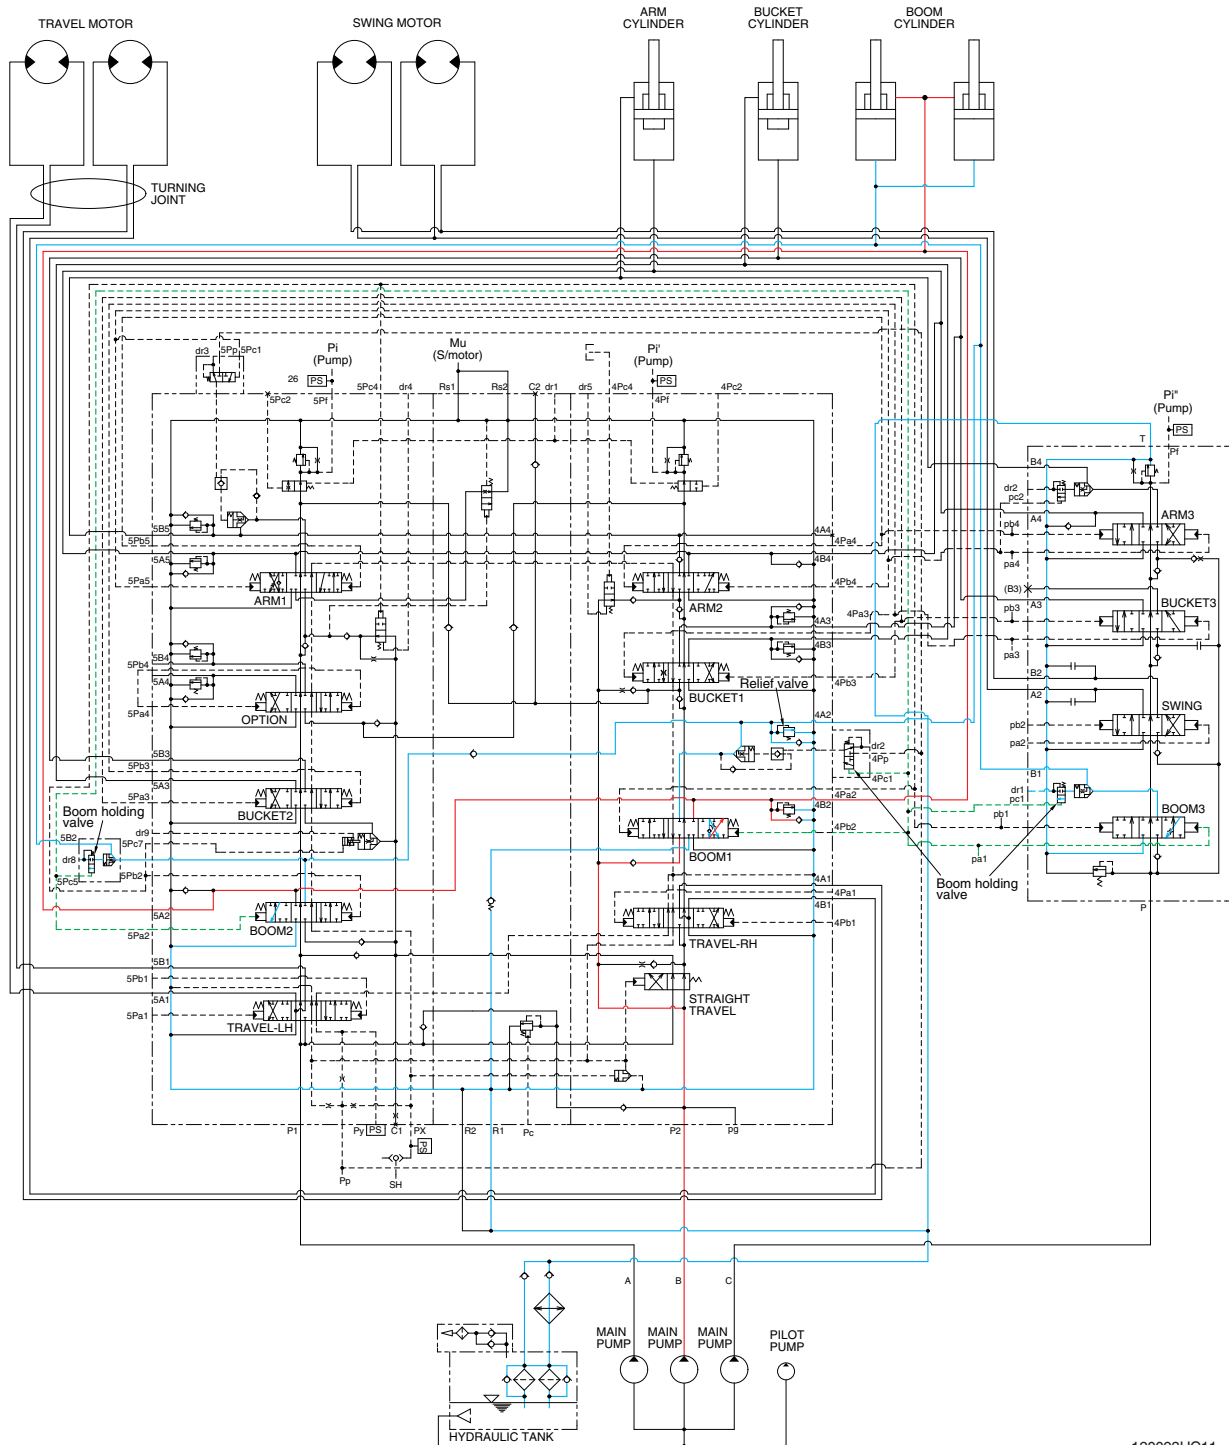 TRAVEL MOTOR
SWING MOTOR
ARM
CYLINDER
BUCKET
CYLINDER
BOOM
CYLINDER
TURNING
JOINT
dr3
5Pp
5Pc1
Pi
(Pump)
26
PS
5Pc2
5Pf
5Pc4
dr4
Mu
(S/motor)
Rs1
Rs2
C2
dr1
dr5
4Pc4
Pi'
(Pump)
PS
4Pf
4Pc2
Pi"
(Pump)
PS
T
Pf
B4
dr2
pc2
A4
pb4
ARM3
pa4
(B3)
A3
pb3
BUCKET3
pa3
B2
A2
SWING
pb2
pa2
B1
dr1
pc1
pb1
BOOM3
pa1
Boom holding
valve
P
5B5
5Pb5
5A5
5Pa5
ARM1
4A4
4Pa4
4B4
4Pb4
ARM2
4Pa3
4A3
4B3
4Pb3
BUCKET1
Relief valve
5B4
5Pb4
5A4
5Pa4
OPTION
4A2
dr2
4Pp
4Pc1
4Pa2
4B2
4Pb2
BOOM1
5B3
5Pb3
5A3
5Pa3
BUCKET2
Boom holding
valve
dr9
5B2
5Pc7
dr8
5Pc5
5Pb2
5A2
5Pa2
BOOM2
4A1
4Pa1
4B1
4Pb1
TRAVEL-RH
5B1
5Pb1
5A1
5Pa1
TRAVEL-LH
STRAIGHT
TRAVEL
P1
Py
PS
C1
PX
PS
R2
R1
Pc
P2
pg
Pp
SH
A
B
C
MAIN
PUMP
MAIN
PUMP
MAIN
PUMP
PILOT
PUMP
HYDRAULIC TANK